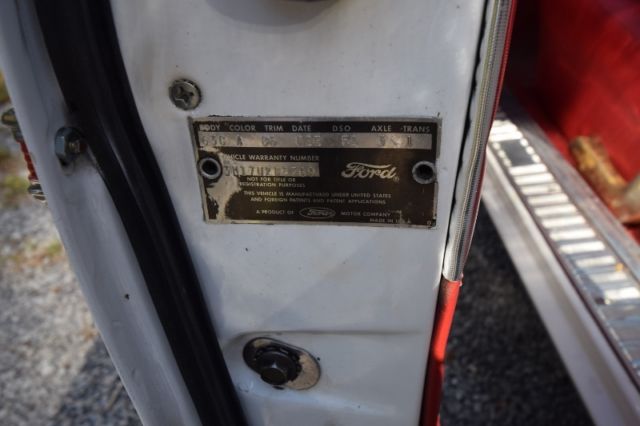 BODY COLOR TRIM DATE D.S.O. AXLE TRANS
VEHICLE WARRANTY NUMBER
Ford
NOT FOR TITLE OR
REGISTRATION PURPOSES
THIS VEHICLE IS MANUFACTURED UNDER UNITED STATES
AND FOREIGN PATENTS AND PATENT APPLICATIONS
A PRODUCT OF Ford MOTOR COMPANY
MADE IN U.S.A.